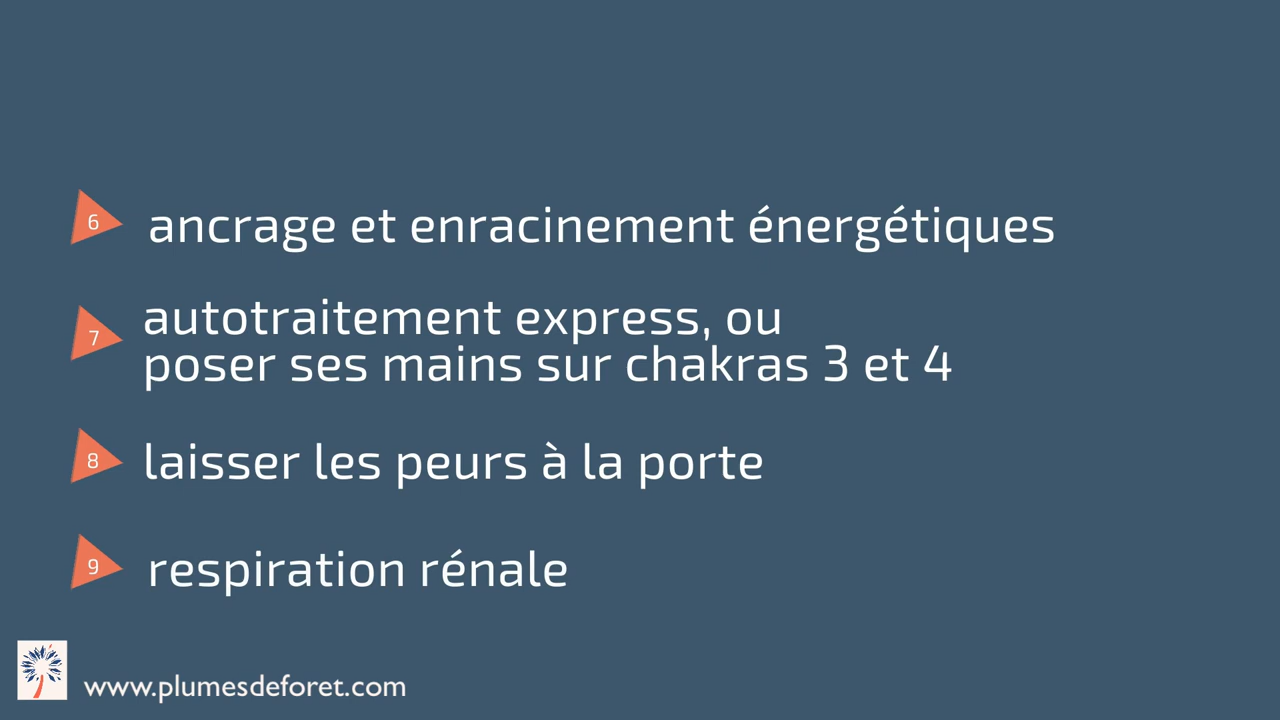 6 ancrage et enracinement énergétiques
7 autotraitement express, ou
poser ses mains sur chakras 3 et 4
8 laisser les peurs à la porte
9 respiration rénale
www.plumesdeforet.com